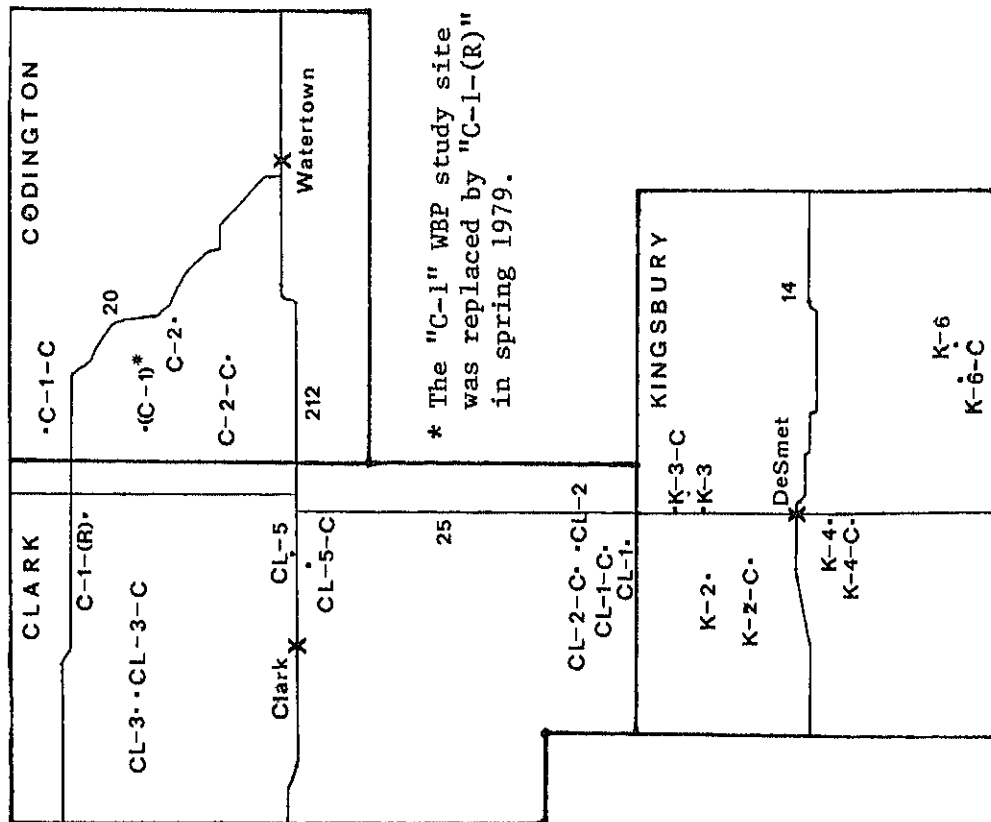 CODINGTON
•C-1-C
20
•(C-1)*
C-2•
C-2-C•
Watertown
212
CLARK
C-1-(R)•
CL-3• •CL-3-C
CL-5
CL-5-C
Clark
25
CL-2-C• •CL-2
CL-1-C•
CL-1•
* The "C-1" WBP study site
was replaced by "C-1-(R)"
in spring 1979.
KINGSBURY
•K-3-C
•K-3
K-2•
K-2-C•
DeSmet
14
K-4•
K-4-C•
K-6
K-6-C